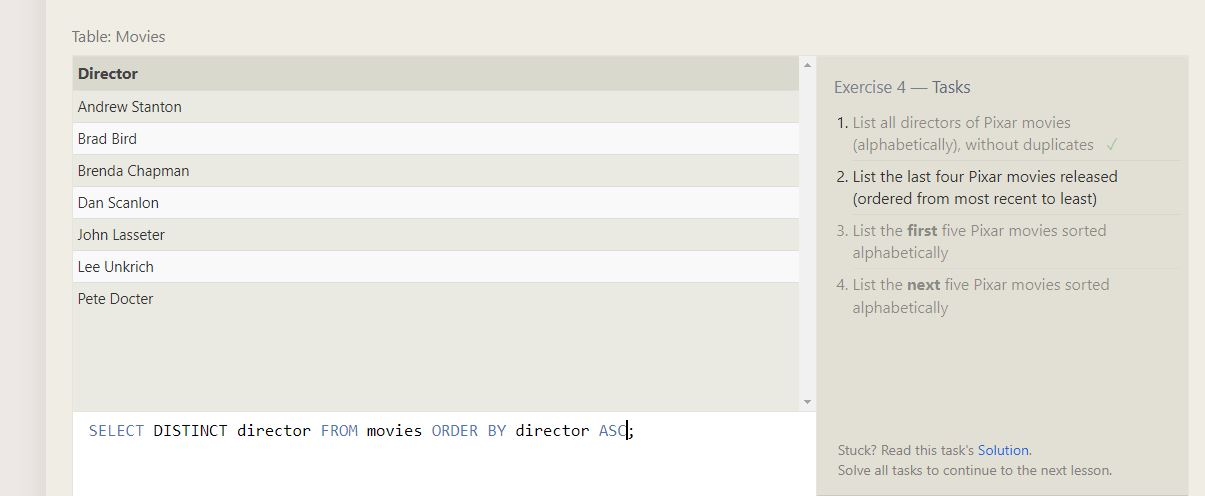 Table: Movies
Director
Andrew Stanton
Brad Bird
Brenda Chapman
Dan Scanlon
John Lasseter
Lee Unkrich
Pete Docter
SELECT DISTINCT director FROM movies ORDER BY director ASC;
Exercise 4 — Tasks
1. List all directors of Pixar movies
(alphabetically), without duplicates ✓
2. List the last four Pixar movies released
(ordered from most recent to least)
3. List the first five Pixar movies sorted
alphabetically
4. List the next five Pixar movies sorted
alphabetically
Stuck? Read this task's Solution.
Solve all tasks to continue to the next lesson.